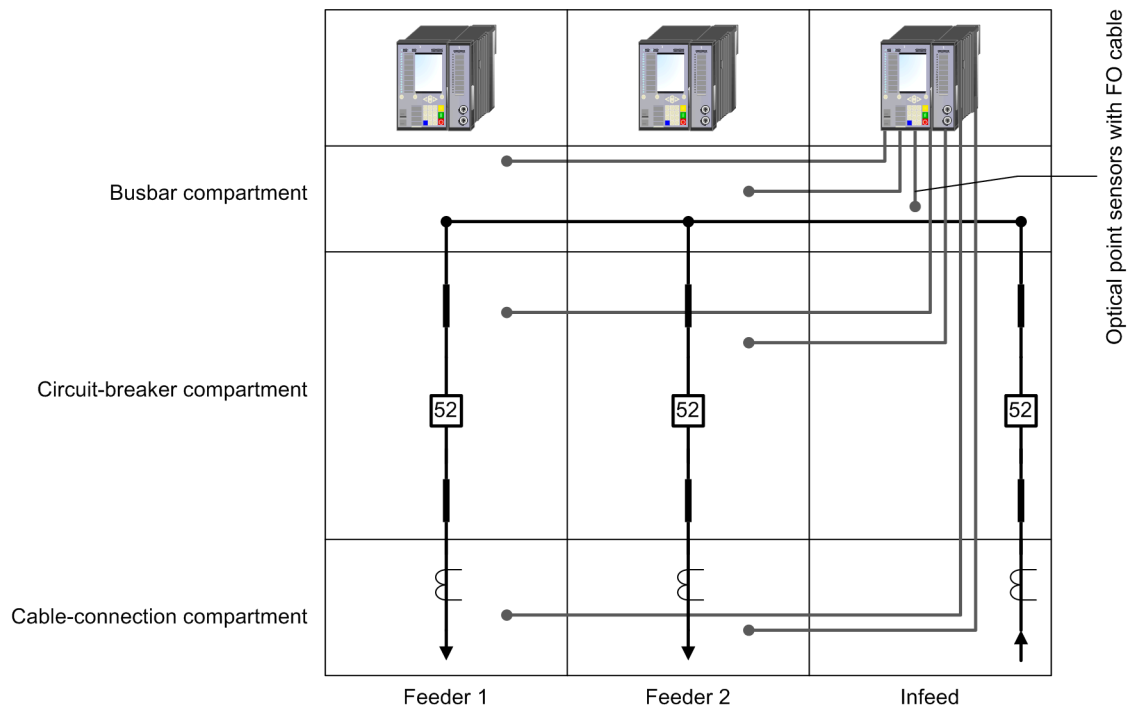 Optical point sensors with FO cable
Busbar compartment
Circuit-breaker compartment
52
52
52
Cable-connection compartment
Feeder 1
Feeder 2
Infeed